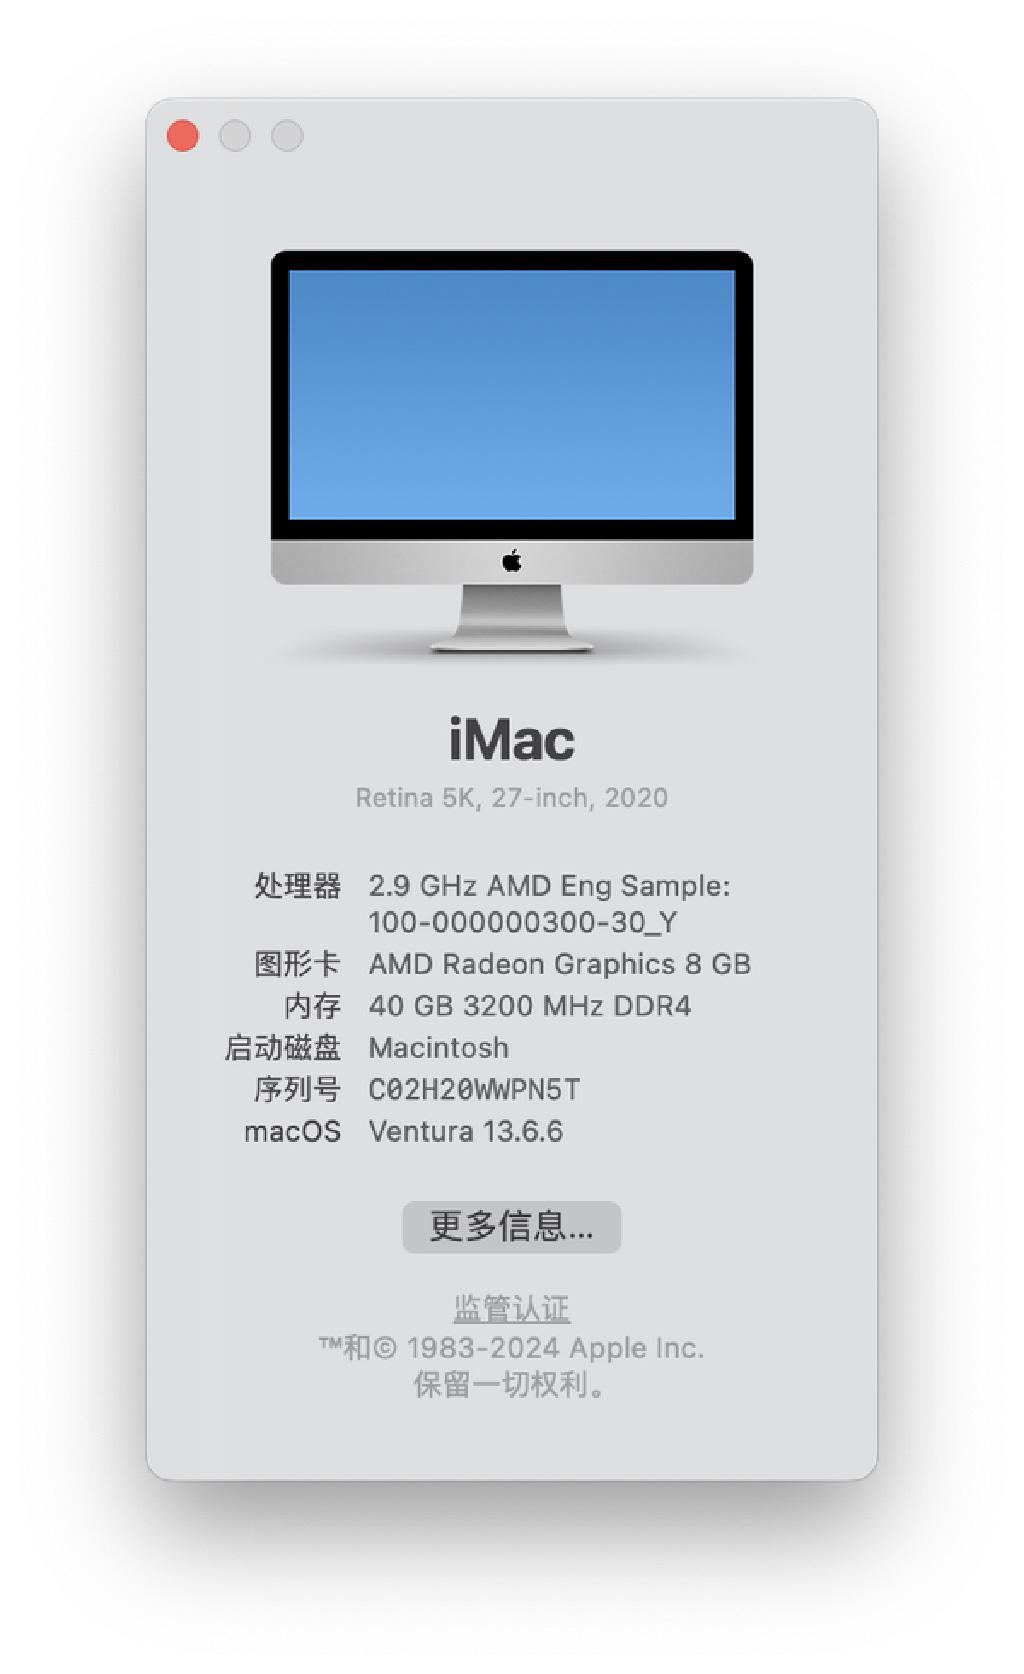 iMac
Retina 5K, 27-inch, 2020
处理器 2.9 GHz AMD Eng Sample:
100-000000300-30_Y
图形卡 AMD Radeon Graphics 8 GB
内存 40 GB 3200 MHz DDR4
启动磁盘 Macintosh
序列号 C02H20WWPN5T
macOS Ventura 13.6.6
更多信息...
监管认证
™和© 1983-2024 Apple Inc.
保留一切权利。